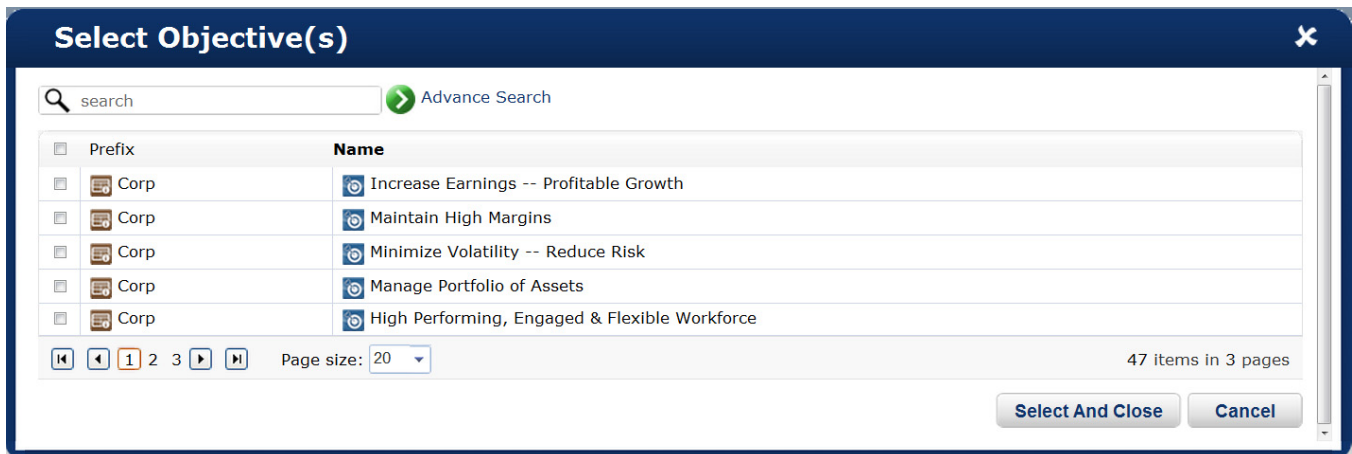 Select Objective(s)
search Advance Search
Prefix Name
Corp Increase Earnings -- Profitable Growth
Corp Maintain High Margins
Corp Minimize Volatility -- Reduce Risk
Corp Manage Portfolio of Assets
Corp High Performing, Engaged & Flexible Workforce
1 2 3 Page size: 20 47 items in 3 pages
Select And Close Cancel